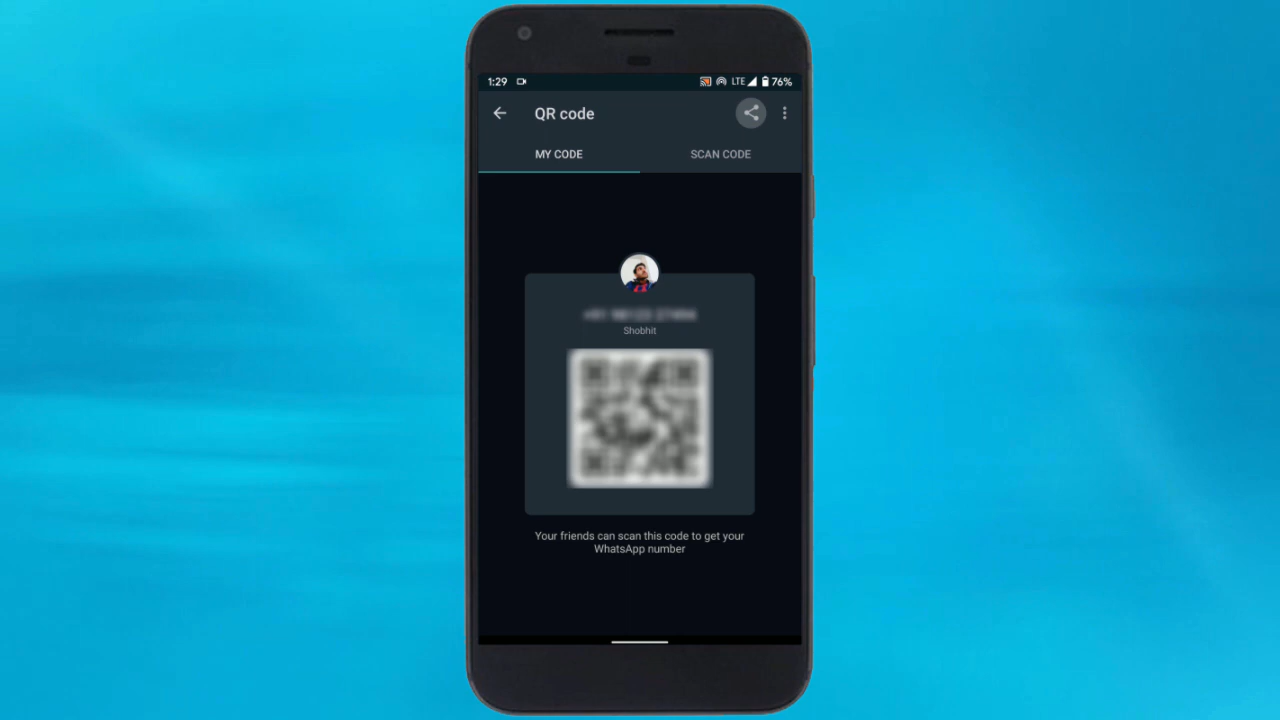 1:29
LTE 76%
QR code
MY CODE
SCAN CODE
Shobhit
Your friends can scan this code to get your
WhatsApp number